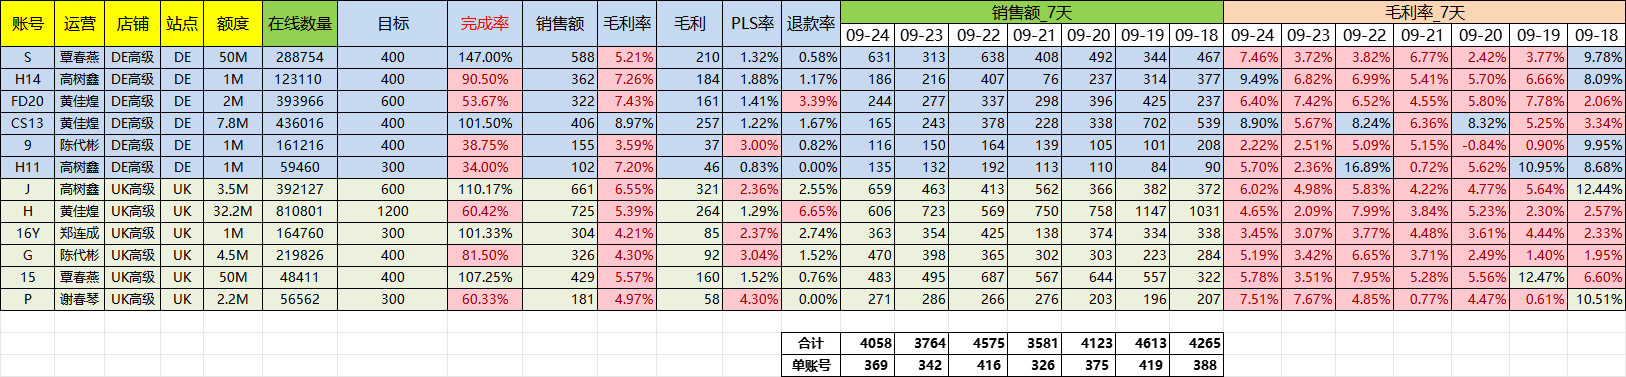 账号 运营 店铺 站点 额度 在线数量 目标 完成率 销售额 毛利率 毛利 PLS率 退款率 销售额_7天 毛利率_7天
09-24 09-23 09-22 09-21 09-20 09-19 09-18 09-24 09-23 09-22 09-21 09-20 09-19 09-18
S 覃春燕 DE高级 DE 50M 288754 400 147.00% 588 5.21% 210 1.32% 0.58% 631 313 638 408 492 344 467 7.46% 3.72% 3.82% 6.77% 2.42% 3.77% 9.78%
H14 高树鑫 DE高级 DE 1M 123110 400 90.50% 362 7.26% 184 1.88% 1.17% 186 216 407 76 237 314 377 9.49% 6.82% 6.99% 5.41% 5.70% 6.66% 8.09%
FD20 黄佳煌 DE高级 DE 2M 393966 600 53.67% 322 7.43% 161 1.41% 3.39% 244 277 337 298 396 425 237 6.40% 7.42% 6.52% 4.55% 5.80% 7.78% 2.06%
CS13 黄佳煌 DE高级 DE 7.8M 436016 400 101.50% 406 8.97% 257 1.22% 1.67% 165 243 378 228 338 702 539 8.90% 5.67% 8.24% 6.36% 8.32% 5.25% 3.34%
9 陈代彬 DE高级 DE 1M 161216 400 38.75% 155 3.59% 37 3.00% 0.82% 116 150 164 139 105 101 208 2.22% 2.51% 5.09% 5.15% -0.84% 0.90% 9.95%
H11 高树鑫 DE高级 DE 1M 59460 300 34.00% 102 7.20% 46 0.83% 0.00% 135 132 192 113 110 84 90 5.70% 2.36% 16.89% 0.72% 5.62% 10.95% 8.68%
J 高树鑫 UK高级 UK 3.5M 392127 600 110.17% 661 6.55% 321 2.36% 2.55% 659 463 413 562 366 382 372 6.02% 4.98% 5.83% 4.22% 4.77% 5.64% 12.44%
H 黄佳煌 UK高级 UK 32.2M 810801 1200 60.42% 725 5.39% 264 1.29% 6.65% 606 723 569 750 758 1147 1031 4.65% 2.09% 7.99% 3.84% 5.23% 2.30% 2.57%
16Y 郑连成 UK高级 UK 1M 164760 300 101.33% 304 4.21% 85 2.37% 2.74% 363 354 425 138 374 334 338 3.45% 3.07% 3.77% 4.48% 3.61% 4.44% 2.33%
G 陈代彬 UK高级 UK 4.5M 219826 400 81.50% 326 4.30% 92 3.04% 1.52% 470 398 365 302 303 223 284 5.19% 3.42% 6.65% 3.71% 2.49% 1.40% 1.95%
15 覃春燕 UK高级 UK 50M 48411 400 107.25% 429 5.57% 160 1.52% 0.76% 483 495 687 567 644 557 322 5.78% 3.51% 7.95% 5.28% 5.56% 12.47% 6.60%
P 谢春琴 UK高级 UK 2.2M 56562 300 60.33% 181 4.97% 58 4.30% 0.00% 271 286 266 276 203 196 207 7.51% 7.67% 4.85% 0.77% 4.47% 0.61% 10.51%
合计 4058 3764 4575 3581 4123 4613 4265
单账号 369 342 416 326 375 419 388